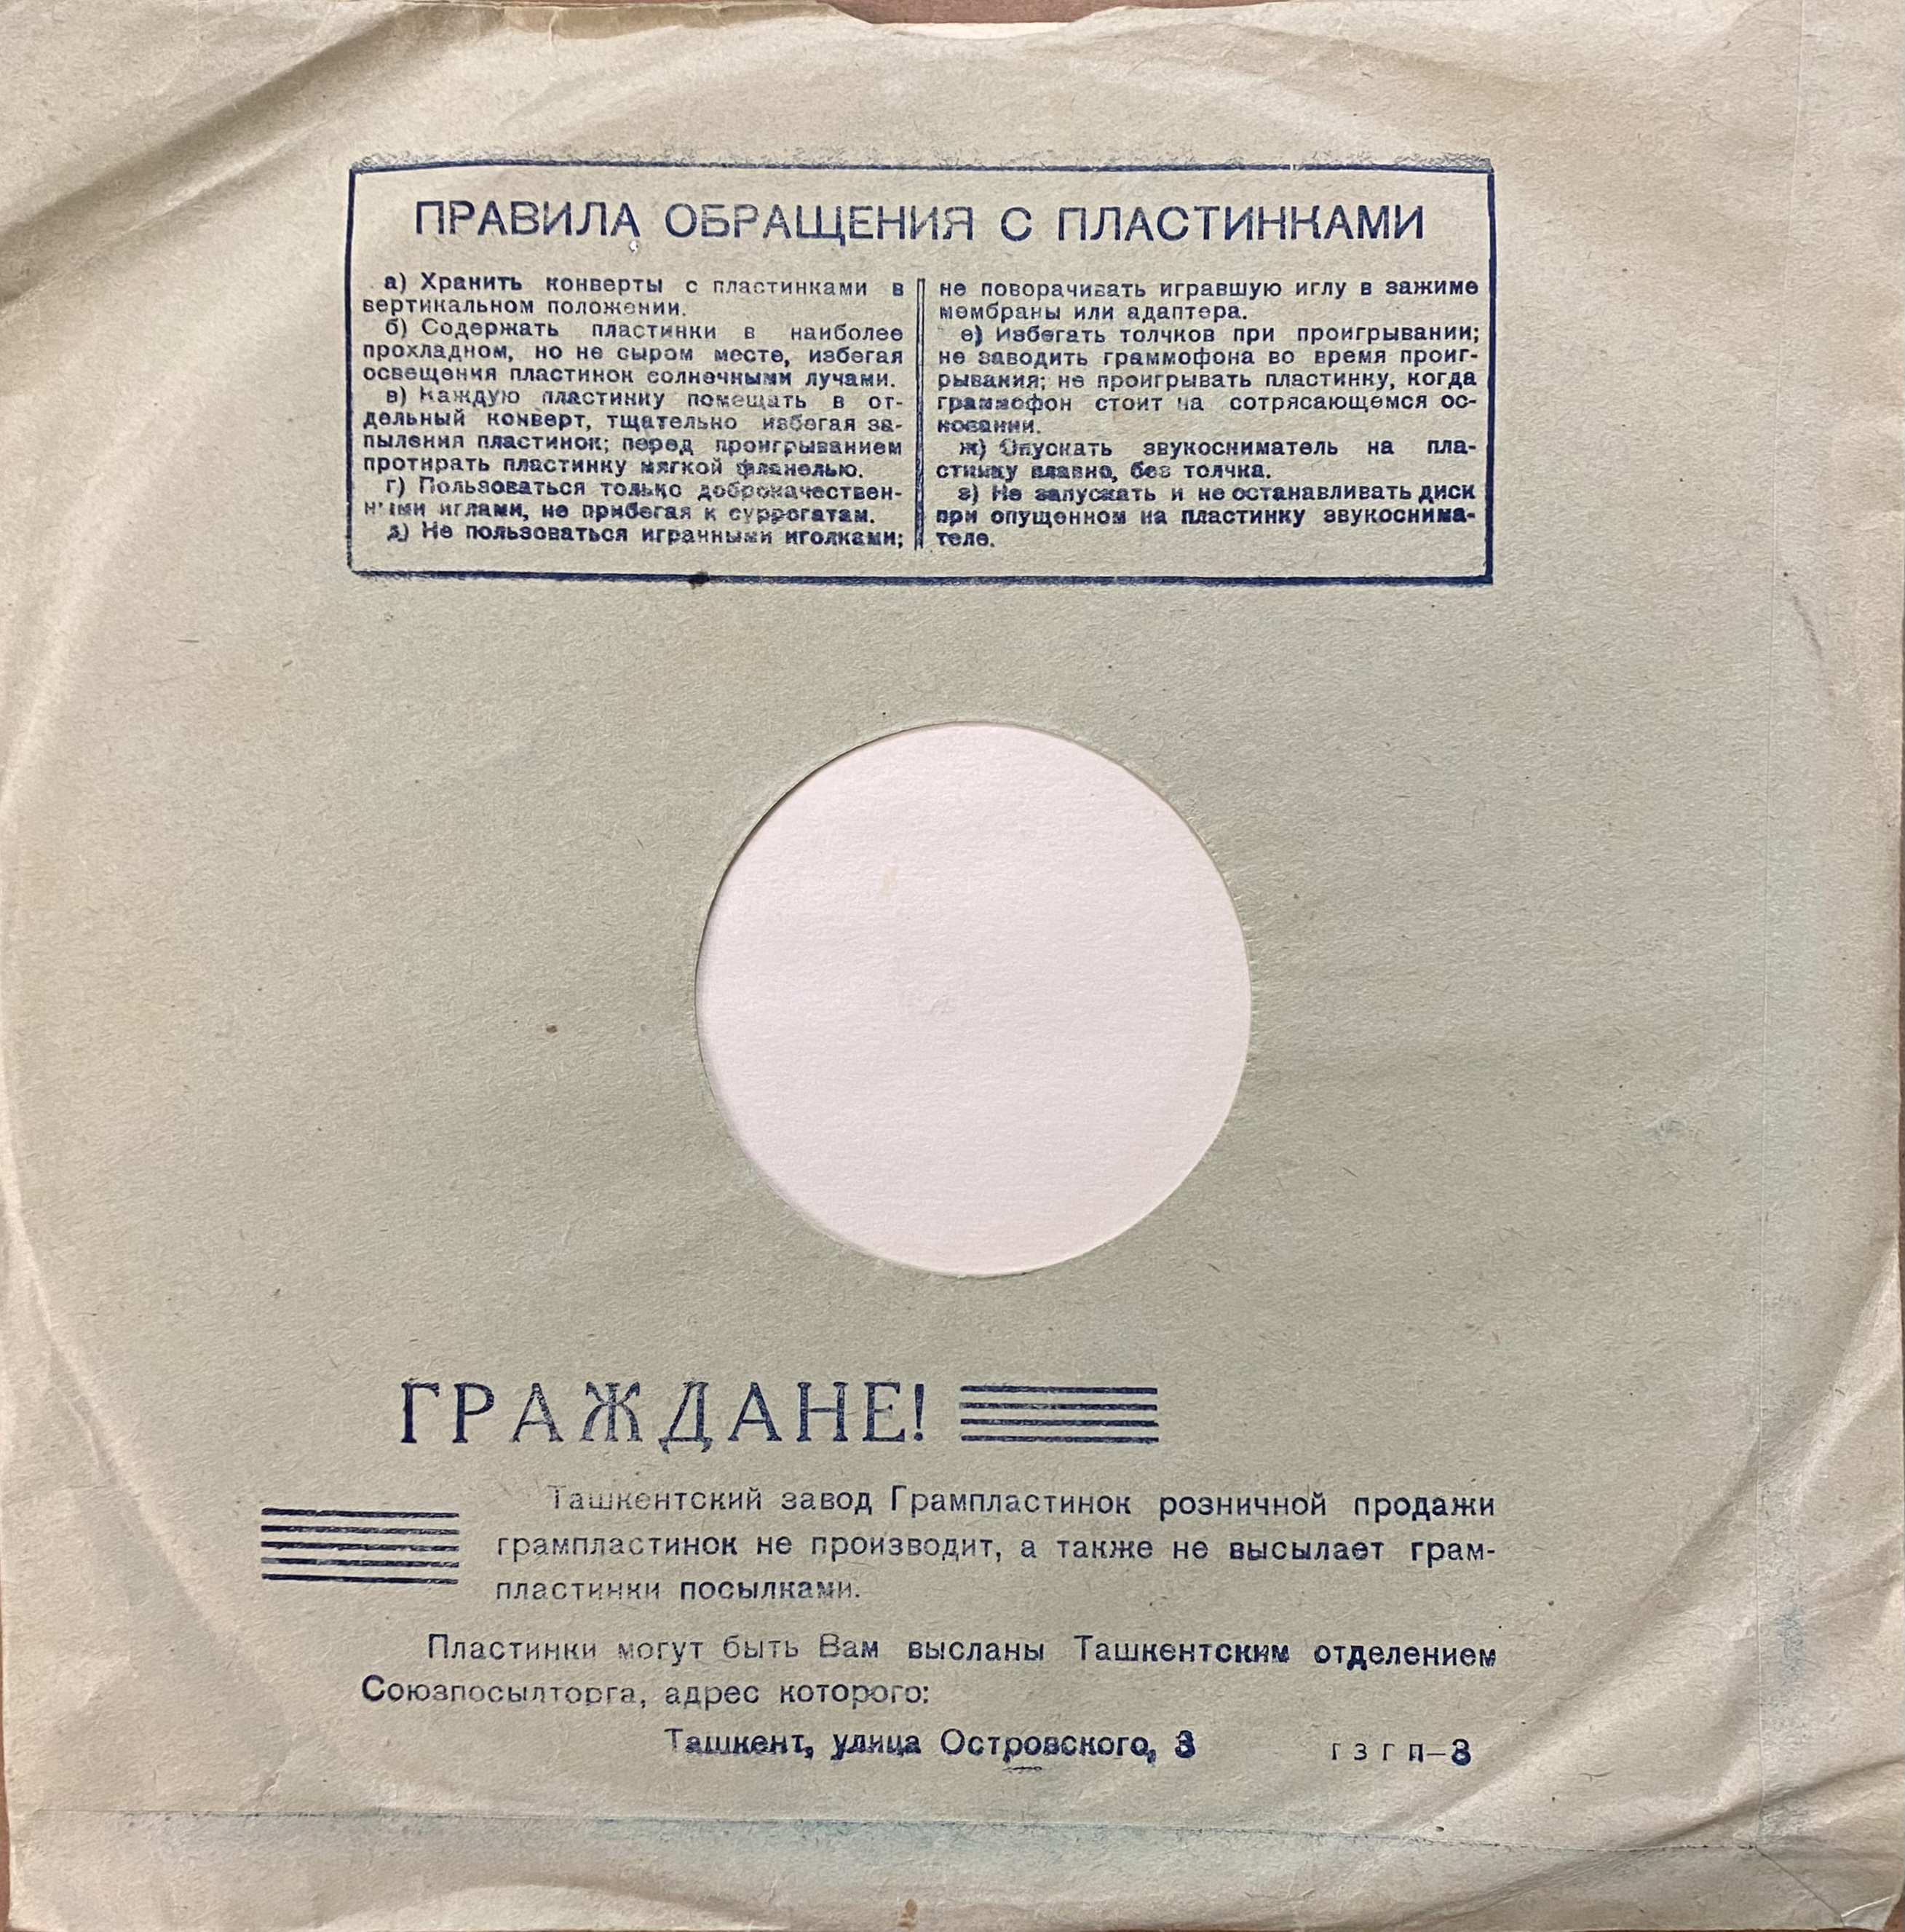 ПРАВИЛА ОБРАЩЕНИЯ С ПЛАСТИНКАМИ
а) Хранить конверты с пластинками в
вертикальном положении.
б) Содержать пластинки в наиболее
прохладном, но не сыром месте, избегая
освещения пластинок солнечными лучами.
в) Каждую пластинку помещать в от-
дельный конверт, тщательно избегая за-
пыления пластинок; перед проигрыванием
протирать пластинку мягкой фланелью.
г) Пользоваться только доброкачествен-
ными иглами, не прибегая к суррогатам.
д) Не пользоваться игранными иголками;
не поворачивать игравшую иглу в зажиме
мембраны или адаптера.
е) Избегать толчков при проигрывании;
не заводить граммофона во время проиг-
рывания; не проигрывать пластинку, когда
граммофон стоит на сотрясающемся ос-
новании.
ж) Опускать звукосниматель на пла-
стинку плавно, без толчка.
з) Не запускать и не останавливать диск
при опущенном на пластинку звукоснима-
теле.
ГРАЖДАНЕ!
Ташкентский завод Грампластинок розничной продажи
грампластинок не производит, а также не высылает грам-
пластинки посылками.
Пластинки могут быть Вам высланы Ташкентским отделением
Союзпосылторга, адрес которого:
Ташкент, улица Островского, 3
ГЗГП—3